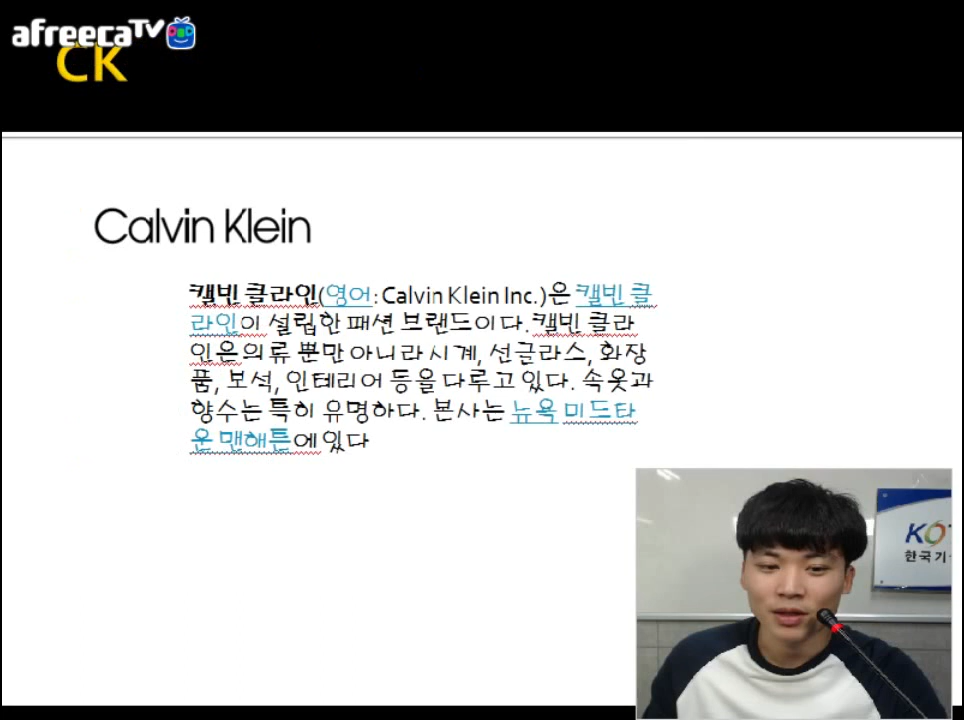 afreecaTV
CK
Calvin Klein
캘빈 클라인(영어: Calvin Klein Inc.)은 캘빈 클
라인이 설립한 패션 브랜드이다.캘빈 클라
인은의류 뿐만 아니라 시계, 선글라스, 화장
품, 보석, 인테리어 등을 다루고 있다. 속옷과
향수는 특히 유명하다. 본사는 뉴욕 미드타
운 맨해튼에 있다
한국기